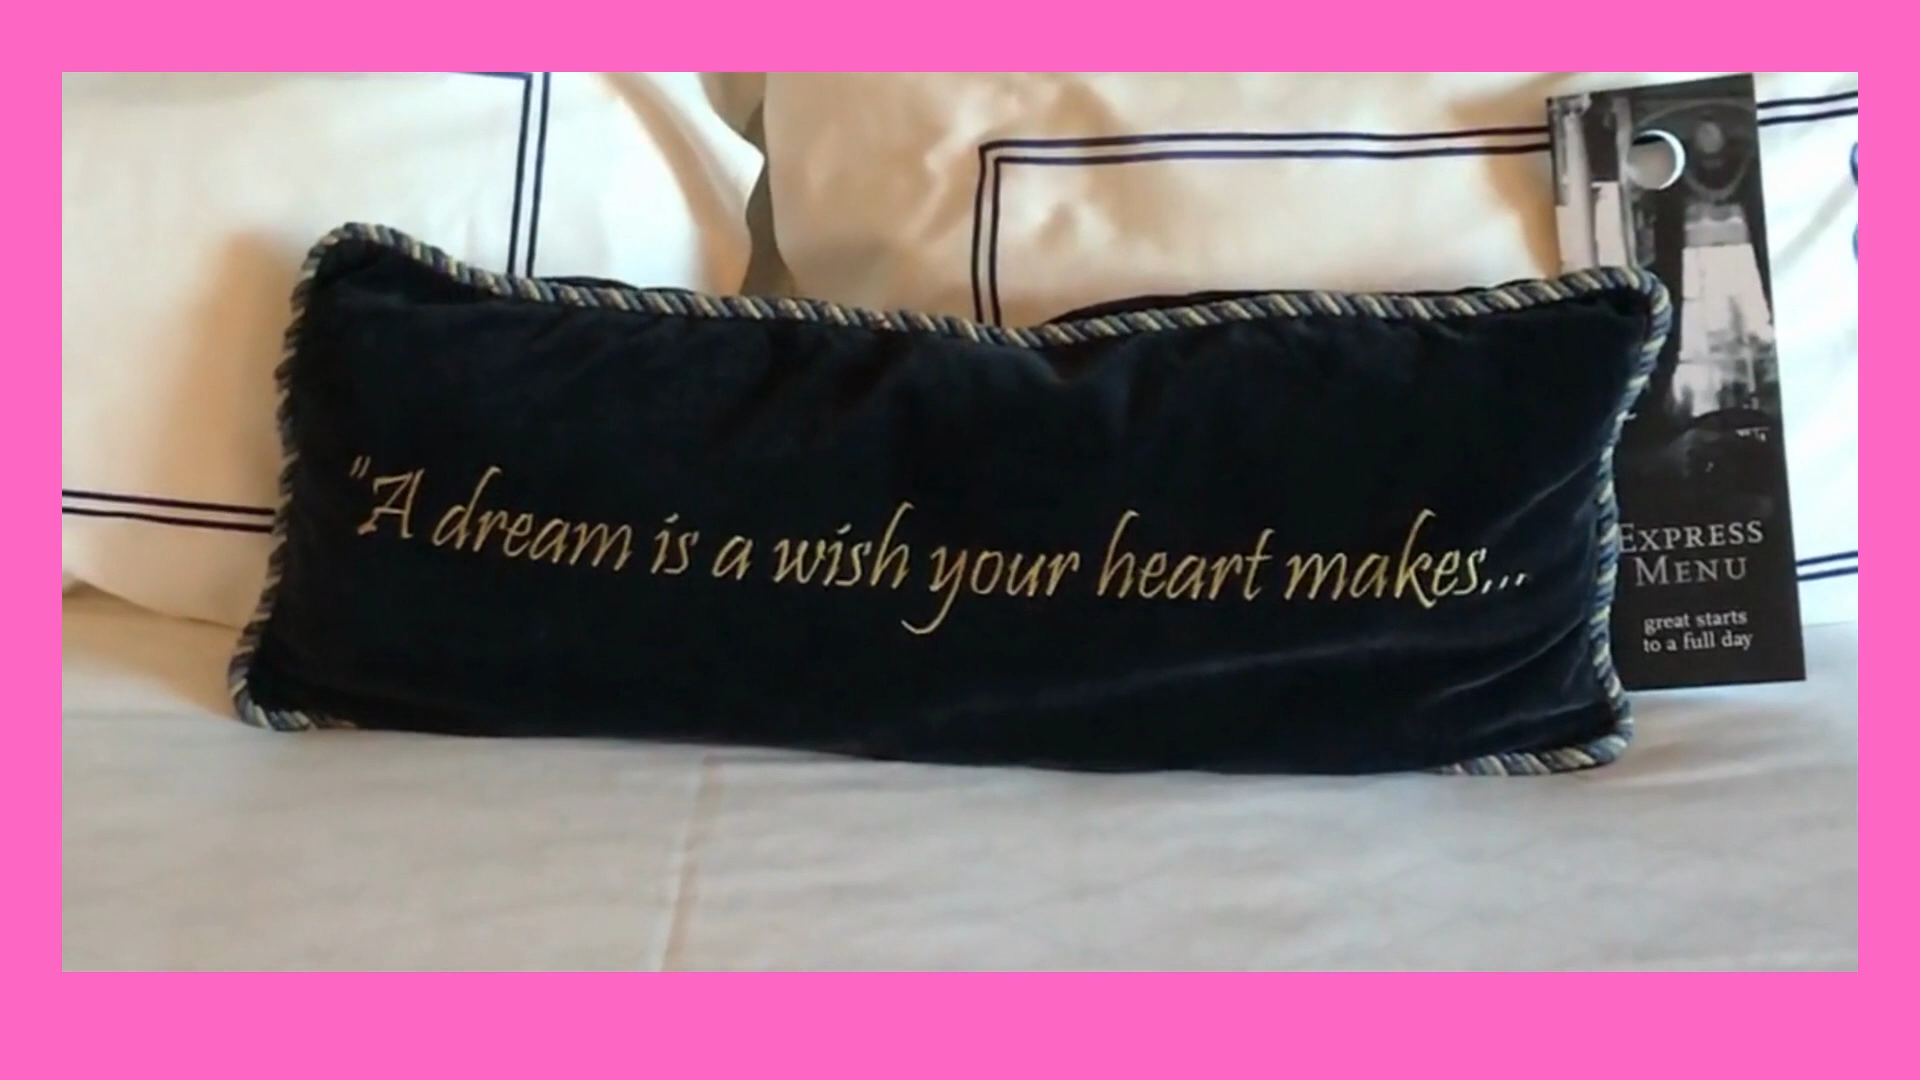 "A dream is a wish your heart makes...
EXPRESS
MENU
great starts
to a full day